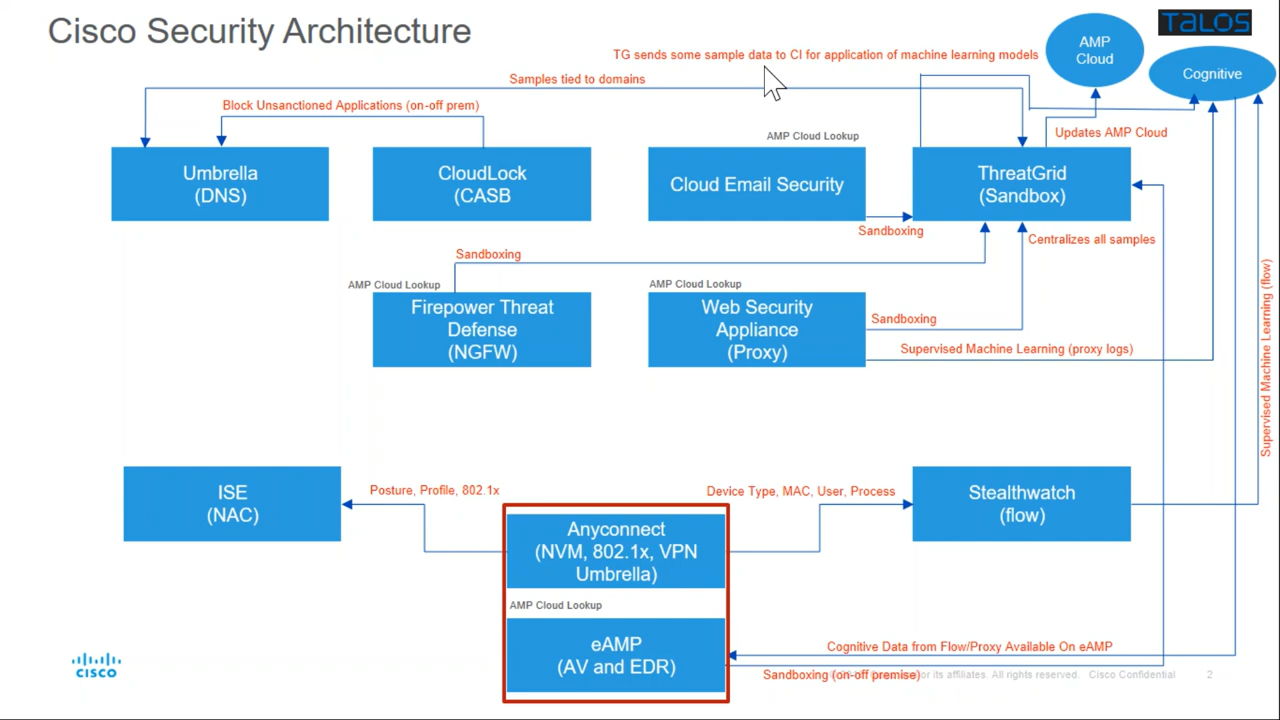 Cisco Security Architecture
TALOS
AMP
Cloud
Cognitive
TG sends some sample data to CI for application of machine learning models
Samples tied to domains
Block Unsanctioned Applications (on-off prem)
Updates AMP Cloud
AMP Cloud Lookup
Umbrella
(DNS)
CloudLock
(CASB
Cloud Email Security
ThreatGrid
(Sandbox)
Sandboxing
Centralizes all samples
Sandboxing
AMP Cloud Lookup
Firepower Threat
Defense
(NGFW)
AMP Cloud Lookup
Web Security
Appliance
(Proxy)
Sandboxing
Supervised Machine Learning (proxy logs)
Supervised Machine Learning (flow)
ISE
(NAC)
Posture, Profile, 802.1x
Device Type, MAC, User, Process
Stealthwatch
(flow)
Anyconnect
(NVM, 802.1x, VPN
Umbrella)
AMP Cloud Lookup
eAMP
(AV and EDR)
Cognitive Data from Flow/Proxy Available On eAMP
Sandboxing (on-off premise)
its affiliates. All rights reserved. Cisco Confidential
2
CISCO